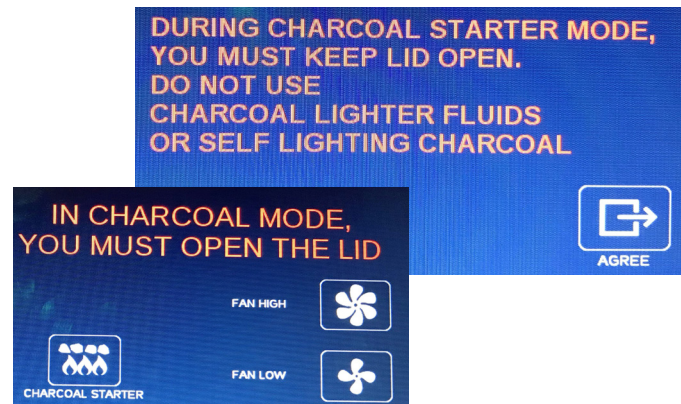 DURING CHARCOAL STARTER MODE,
YOU MUST KEEP LID OPEN.
DO NOT USE
CHARCOAL LIGHTER FLUIDS
OR SELF LIGHTING CHARCOAL
AGREE
IN CHARCOAL MODE,
YOU MUST OPEN THE LID
FAN HIGH
CHARCOAL STARTER
FAN LOW